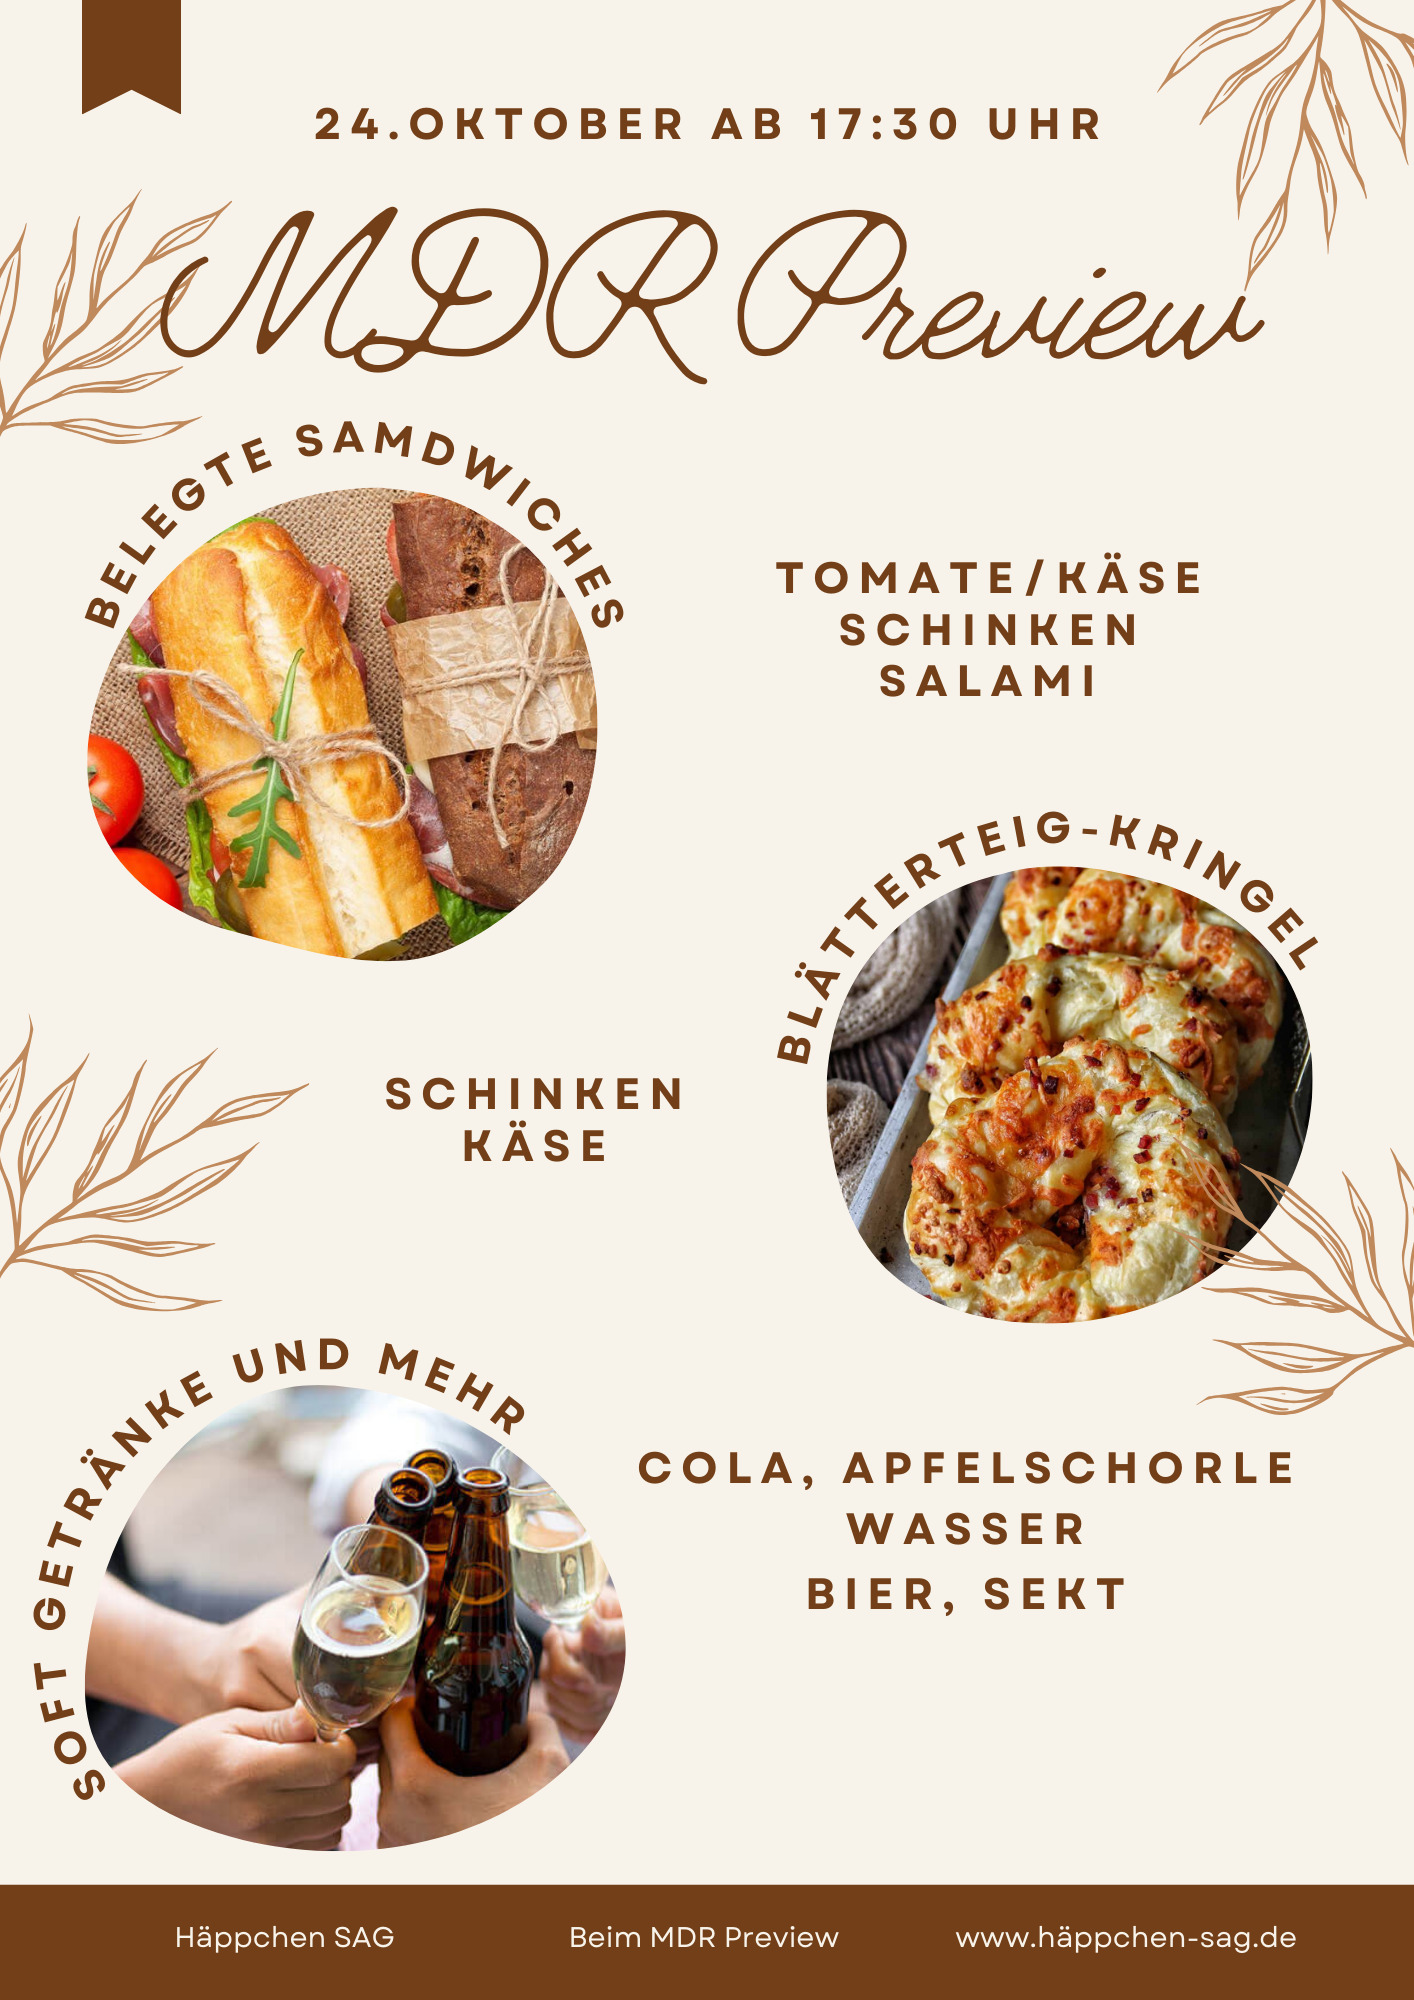 24.OKTOBER AB 17:30 UHR
MDR Preview
BELEGTE SAMDWICHES
TOMATE/KÄSE
SCHINKEN
SALAMI
BLÄTTERTEIG-KRINGEL
SCHINKEN
KÄSE
SOFT GETRÄNKE UND MEHR
COLA, APFELSCHORLE
WASSER
BIER, SEKT
Häppchen SAG
Beim MDR Preview
www.häppchen-sag.de